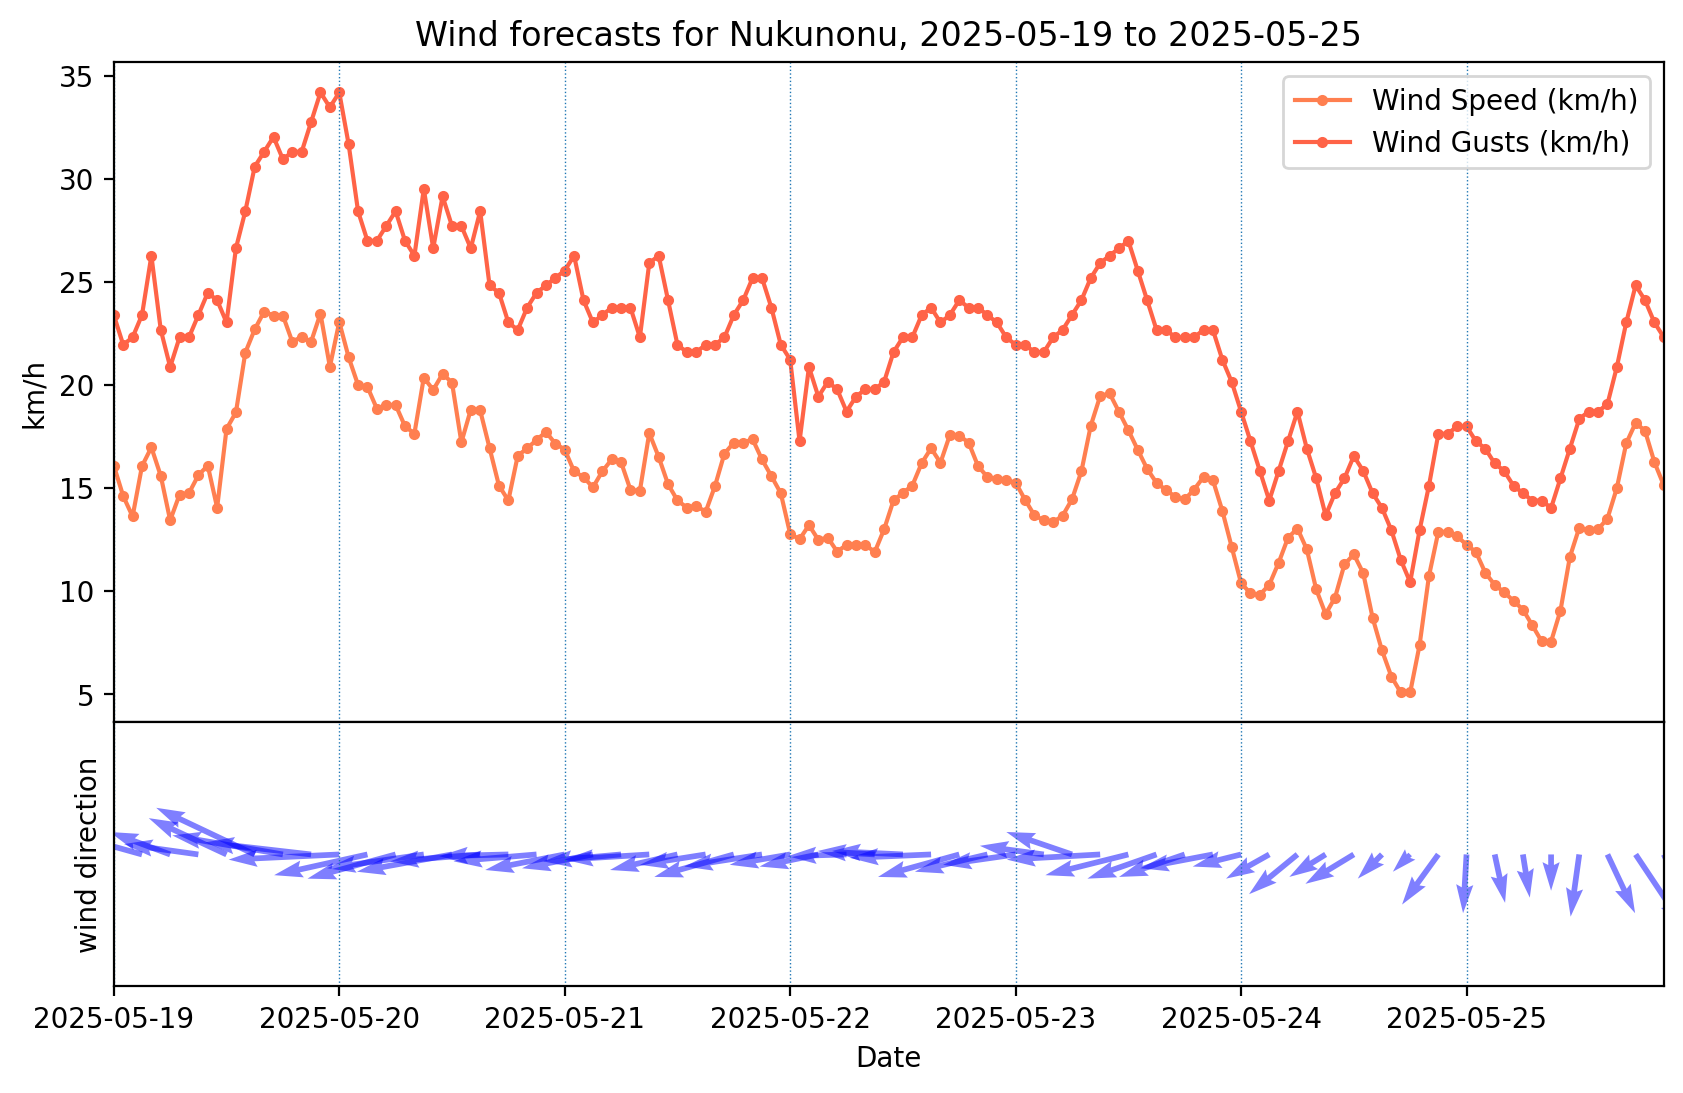 Wind forecasts for Nukunonu, 2025-05-19 to 2025-05-25
35
30
25
20
15
10
5
km/h
Wind Speed (km/h)
Wind Gusts (km/h)
wind direction
2025-05-19 2025-05-20 2025-05-21 2025-05-22 2025-05-23 2025-05-24 2025-05-25
Date